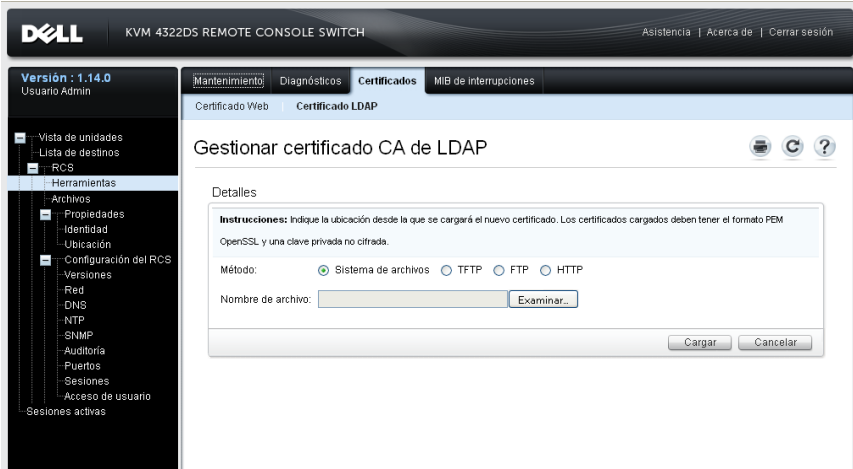 DELL
KVM 4322DS REMOTE CONSOLE SWITCH
Asistencia | Acerca de | Cerrar sesión
Versión : 1.14.0
Usuario Admin
Mantenimiento Diagnósticos Certificados MIB de interrupciones
Certificado Web Certificado LDAP
Vista de unidades
Lista de destinos
RCS
Herramientas
Archivos
Propiedades
Identidad
Ubicación
Configuración del RCS
Versiones
Red
DNS
NTP
SNMP
Auditoría
Puertos
Sesiones
Acceso de usuario
Sesiones activas
Gestionar certificado CA de LDAP
?
Detalles
Instrucciones: Indique la ubicación desde la que se cargará el nuevo certificado. Los certificados cargados deben tener el formato PEM
OpenSSL y una clave privada no cifrada.
Método: Sistema de archivos TFTP FTP HTTP
Nombre de archivo: Examinar...
Cargar Cancelar